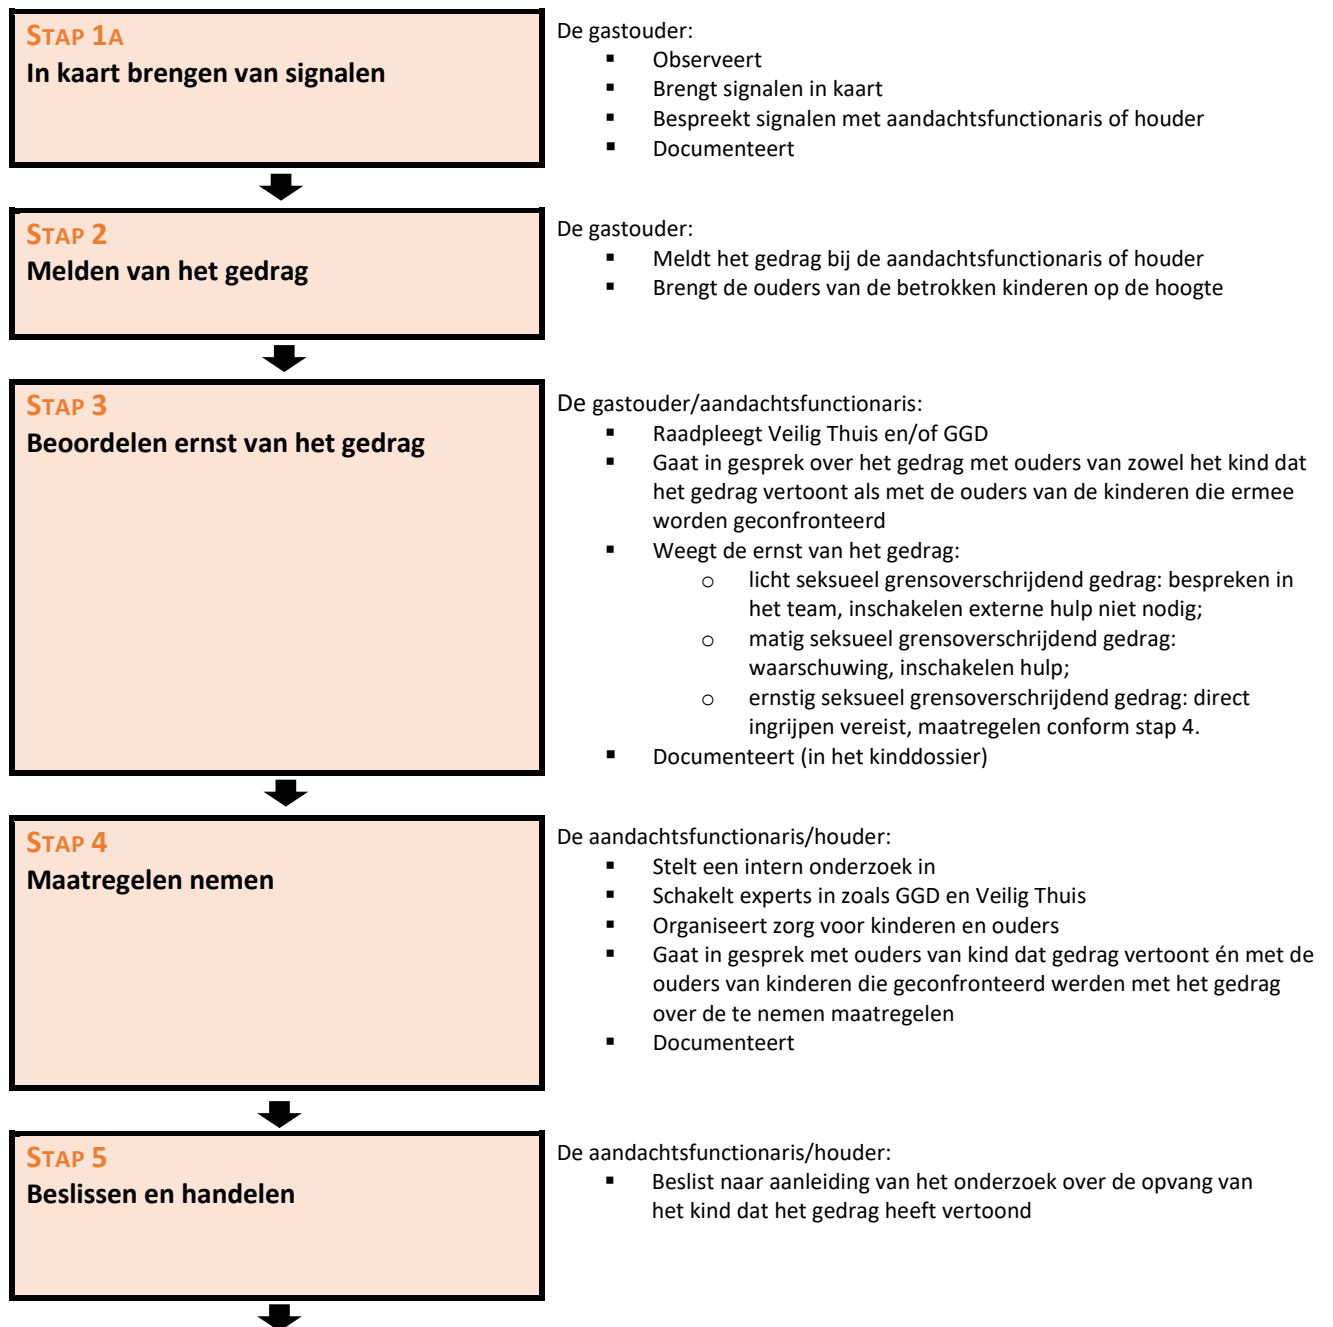 STAP 1A
In kaart brengen van signalen
De gastouder:
▪ Observeert
▪ Brengt signalen in kaart
▪ Bespreekt signalen met aandachtsfunctionaris of houder
▪ Documenteert
STAP 2
Melden van het gedrag
De gastouder:
▪ Meldt het gedrag bij de aandachtsfunctionaris of houder
▪ Brengt de ouders van de betrokken kinderen op de hoogte
STAP 3
Beoordelen ernst van het gedrag
De gastouder/aandachtsfunctionaris:
▪ Raadpleegt Veilig Thuis en/of GGD
▪ Gaat in gesprek over het gedrag met ouders van zowel het kind dat
het gedrag vertoont als met de ouders van de kinderen die ermee
worden geconfronteerd
▪ Weegt de ernst van het gedrag:
o licht seksueel grensoverschrijdend gedrag: bespreken in
het team, inschakelen externe hulp niet nodig;
o matig seksueel grensoverschrijdend gedrag:
waarschuwing, inschakelen hulp;
o ernstig seksueel grensoverschrijdend gedrag: direct
ingrijpen vereist, maatregelen conform stap 4.
▪ Documenteert (in het kinddossier)
STAP 4
Maatregelen nemen
De aandachtsfunctionaris/houder:
▪ Stelt een intern onderzoek in
▪ Schakelt experts in zoals GGD en Veilig Thuis
▪ Organiseert zorg voor kinderen en ouders
▪ Gaat in gesprek met ouders van kind dat gedrag vertoont én met de
ouders van kinderen die geconfronteerd werden met het gedrag
over de te nemen maatregelen
▪ Documenteert
STAP 5
Beslissen en handelen
De aandachtsfunctionaris/houder:
▪ Beslist naar aanleiding van het onderzoek over de opvang van
het kind dat het gedrag heeft vertoond